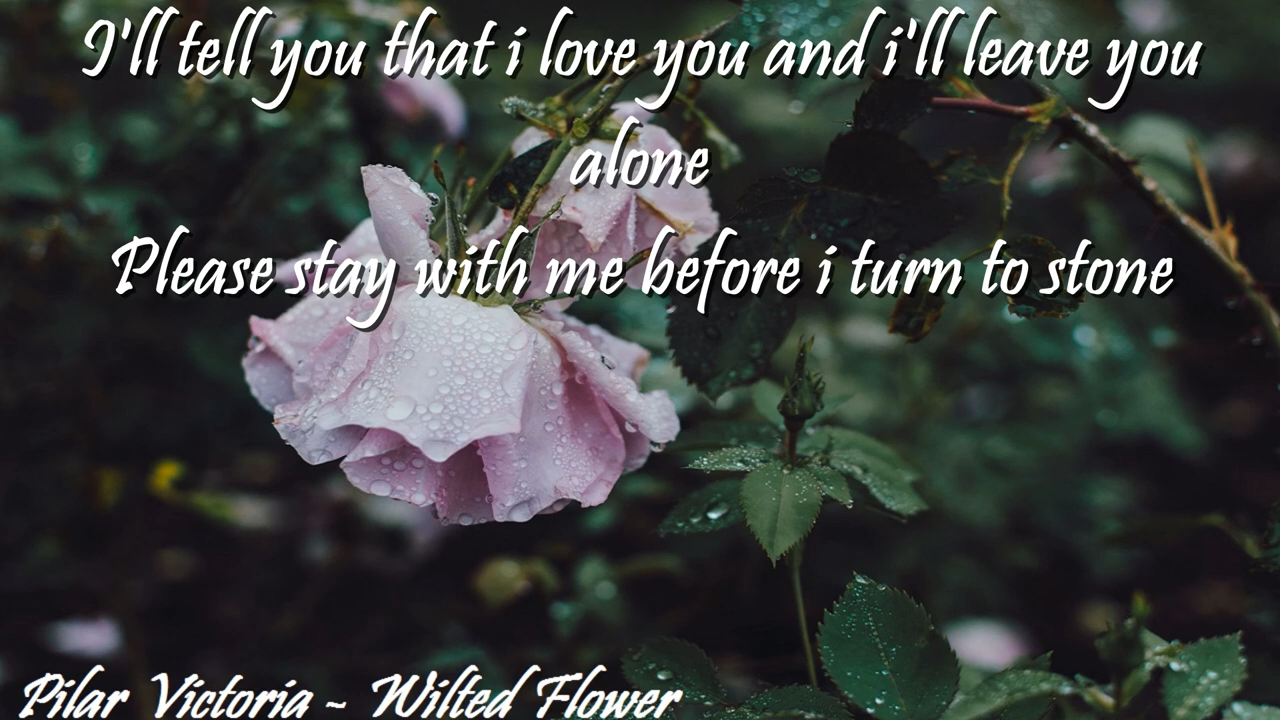 I'll tell you that i love you and i'll leave you
alone
Please stay with me before i turn to stone
Pilar Victoria ~ Wilted Flower